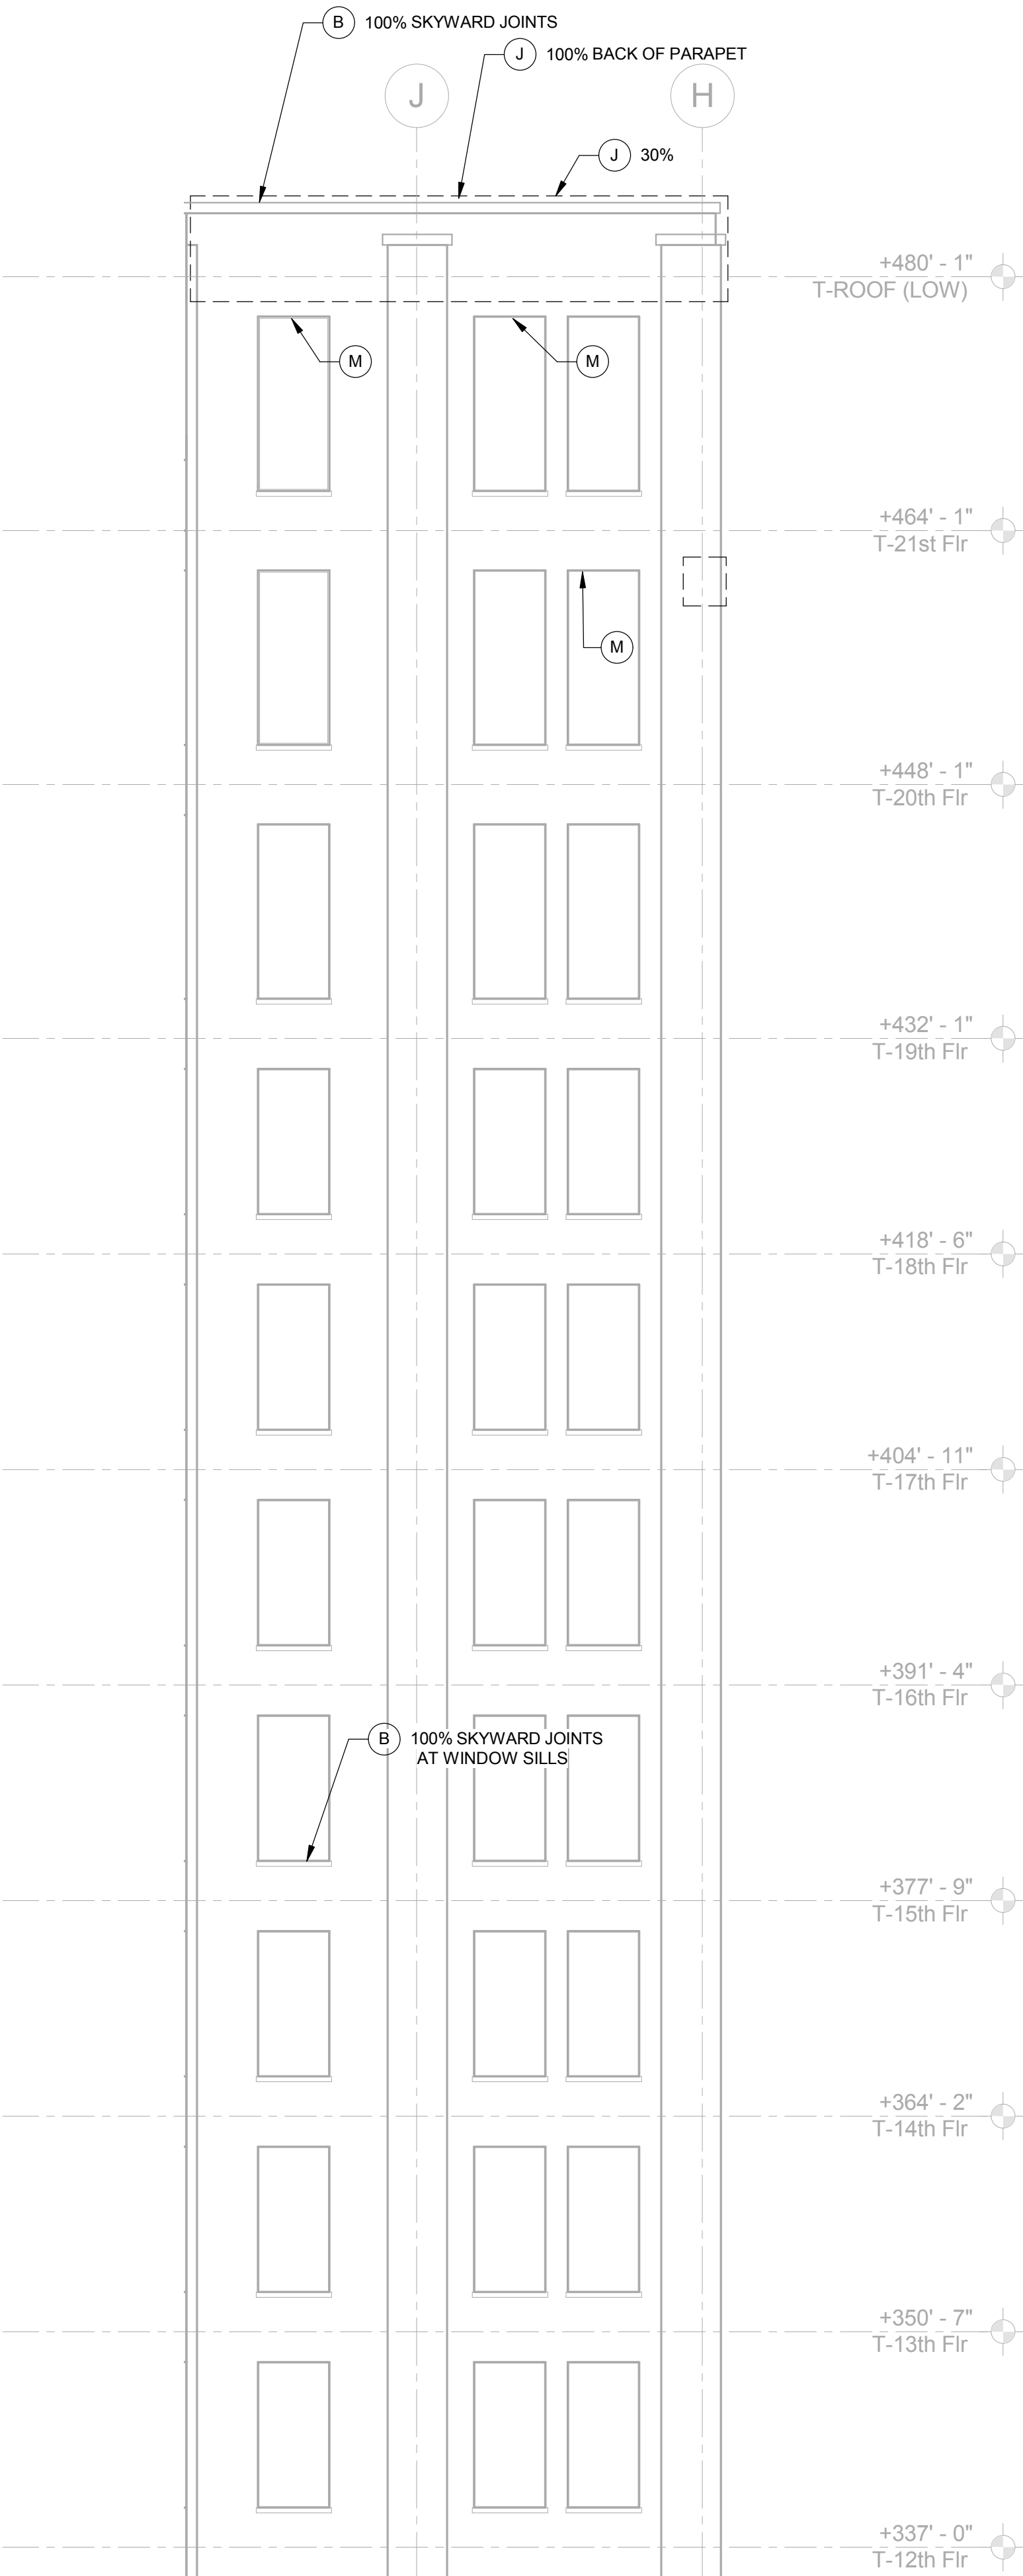 B 100% SKYWARD JOINTS
J 100% BACK OF PARAPET
J H
J 30%
+480' - 1"
T-ROOF (LOW)
M M
+464' - 1"
T-21st Flr
M
+448' - 1"
T-20th Flr
+432' - 1"
T-19th Flr
+418' - 6"
T-18th Flr
+404' - 11"
T-17th Flr
+391' - 4"
T-16th Flr
B 100% SKYWARD JOINTS
AT WINDOW SILLS
+377' - 9"
T-15th Flr
+364' - 2"
T-14th Flr
+350' - 7"
T-13th Flr
+337' - 0"
T-12th Flr